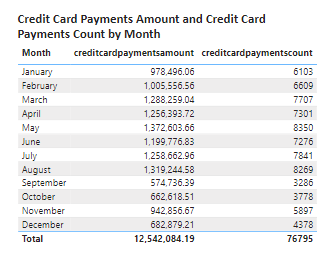 Credit Card Payments Amount and Credit Card
Payments Count by Month
Month creditcardpaymentsamount creditcardpaymentscount
January 978,496.06 6103
February 1,005,556.56 6609
March 1,288,259.04 7707
April 1,256,393.72 7301
May 1,372,603.66 8350
June 1,199,776.83 7276
July 1,258,662.96 7841
August 1,319,244.58 8269
September 574,736.39 3286
October 662,618.51 3778
November 942,856.67 5897
December 682,879.21 4378
Total 12,542,084.19 76795